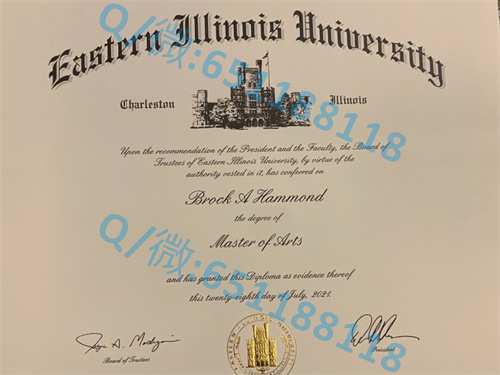 Eastern Illinois University
Charleston Illinois
Upon the recommendation of the President and the Faculty, the Board of
Trustees of Eastern Illinois University, by virtue of the
authority vested in it, has conferred on
Brock A Hammond
the degree of
Master of Arts
and has granted this Diploma as evidence thereof
this twenty-eighth day of July, 2021.
Board of Trustees
President
Q/微:651188118
Q/微:651188118